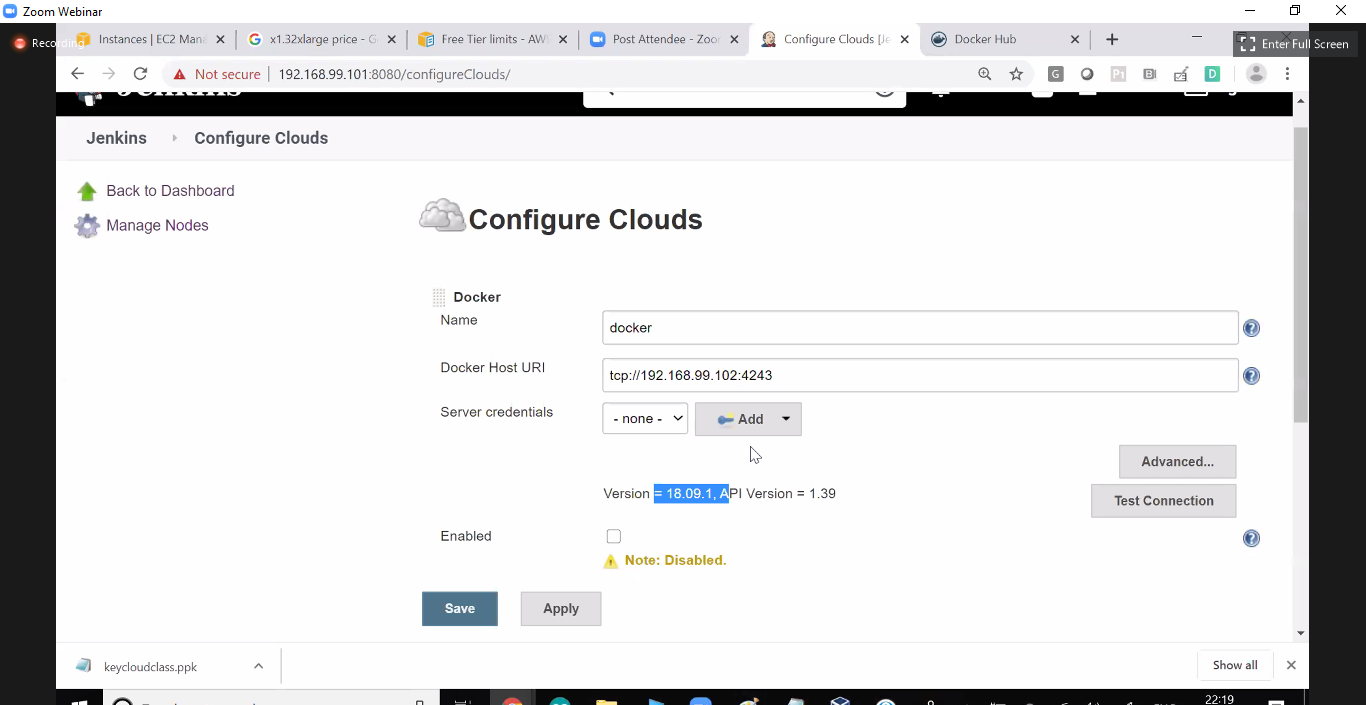 Zoom Webinar
Recording
Instances | EC2 Man
x1.32xlarge price - G
Free Tier limits - AW
Post Attendee - Zoo
Configure Clouds [Je
Docker Hub
Enter Full Screen
Not secure
192.168.99.101:8080/configureClouds/
Jenkins
Jenkins
Configure Clouds
Back to Dashboard
Manage Nodes
Configure Clouds
Docker
Name
docker
Docker Host URI
tcp://192.168.99.102:4243
Server credentials
- none -
Add
Advanced...
Version = 18.09.1, API Version = 1.39
Test Connection
Enabled
Note: Disabled.
Save
Apply
keycloudclass.ppk
Show all
22:19